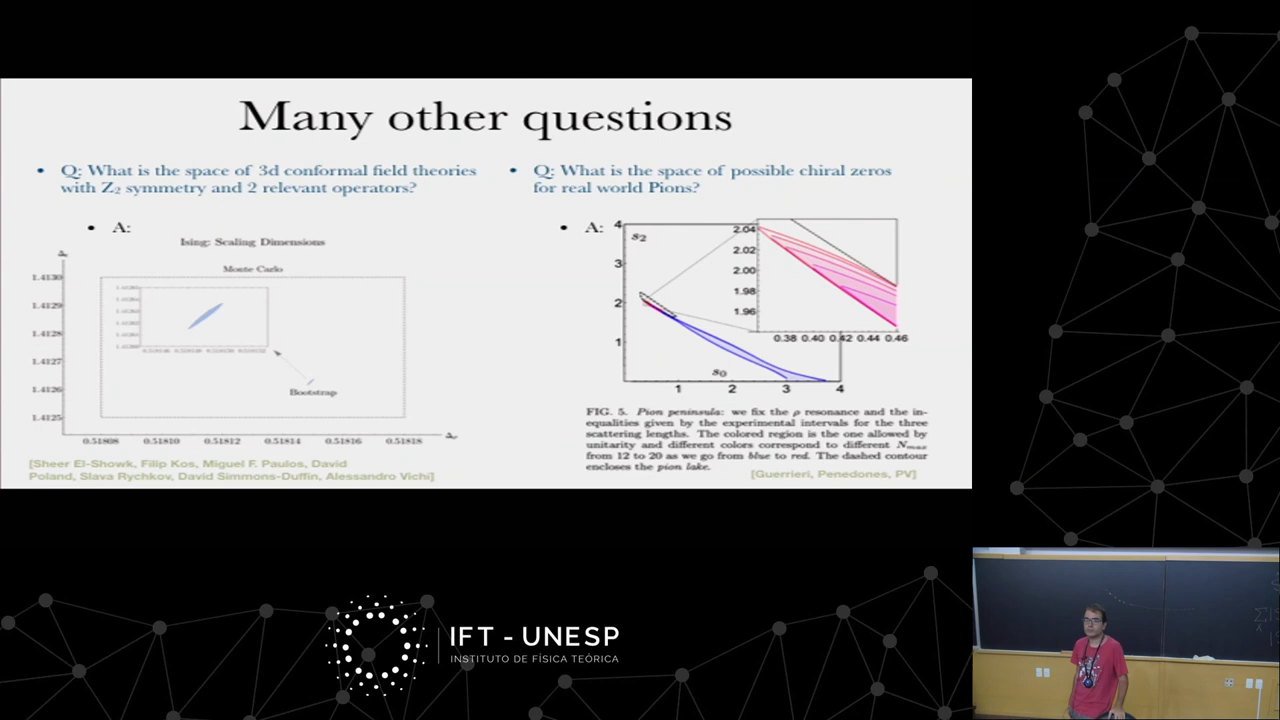 Many other questions
• Q: What is the space of 3d conformal field theories
with Z₂ symmetry and 2 relevant operators?
• A:
Ising: Scaling Dimensions
Monte Carlo
1.4130
1.4129
1.4128
1.4127
1.4126
1.4125
Bootstrap
0.51808
0.51810
0.51812
0.51814
0.51816
0.51818
[Sheer El-Showk, Filip Kos, Miguel F. Paulos, David
Poland, Slava Rychkov, David Simmons-Duffin, Alessandro Vichi]
• Q: What is the space of possible chiral zeros
for real world Pions?
• A:
4
3
2
1
s₂
s₀
1
2
3
4
2.04
2.02
2.00
1.98
1.96
0.38
0.40
0.42
0.44
0.46
FIG. 5. Pion peninsula: we fix the ρ resonance and the in-
equalities given by the experimental intervals for the three
scattering lengths. The colored region is the one allowed by
unitarity and different colors correspond to different Nmax
from 12 to 20 as we go from blue to red. The dashed contour
encloses the pion lake.
[Guerrieri, Penedones, PV]
IFT - UNESP
INSTITUTO DE FÍSICA TEÓRICA